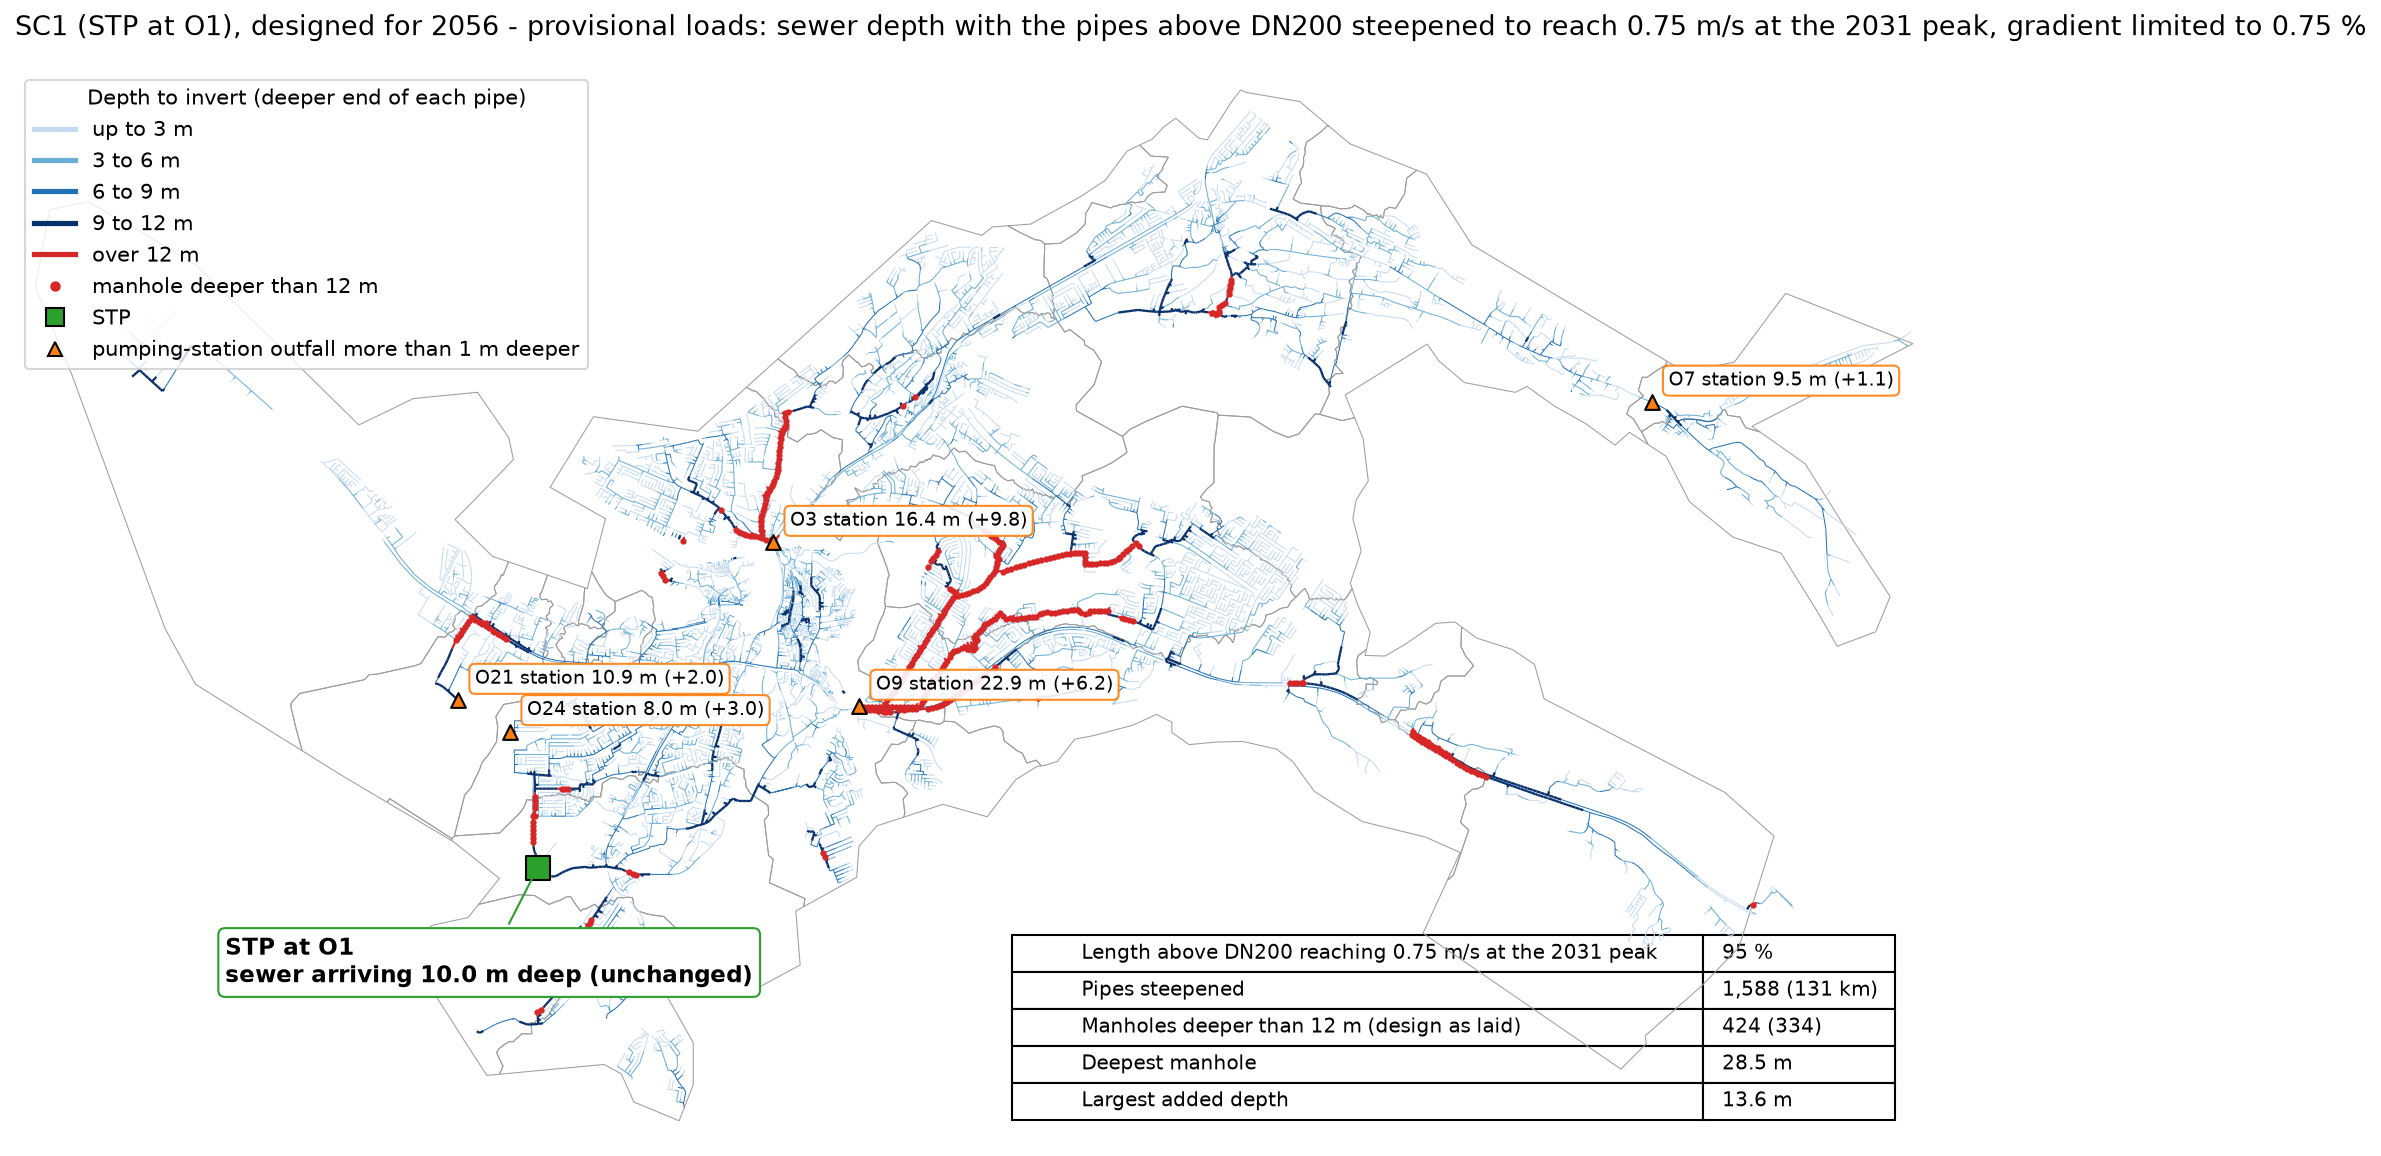 SC1 (STP at O1), designed for 2056 - provisional loads: sewer depth with the pipes above DN200 steepened to reach 0.75 m/s at the 2031 peak, gradient limited to 0.75 %
Depth to invert (deeper end of each pipe)
up to 3 m
3 to 6 m
6 to 9 m
9 to 12 m
over 12 m
manhole deeper than 12 m
STP
pumping-station outfall more than 1 m deeper
O7 station 9.5 m (+1.1)
O3 station 16.4 m (+9.8)
O21 station 10.9 m (+2.0)
O9 station 22.9 m (+6.2)
O24 station 8.0 m (+3.0)
STP at O1
sewer arriving 10.0 m deep (unchanged)
Length above DN200 reaching 0.75 m/s at the 2031 peak 95 %
Pipes steepened 1,588 (131 km)
Manholes deeper than 12 m (design as laid) 424 (334)
Deepest manhole 28.5 m
Largest added depth 13.6 m